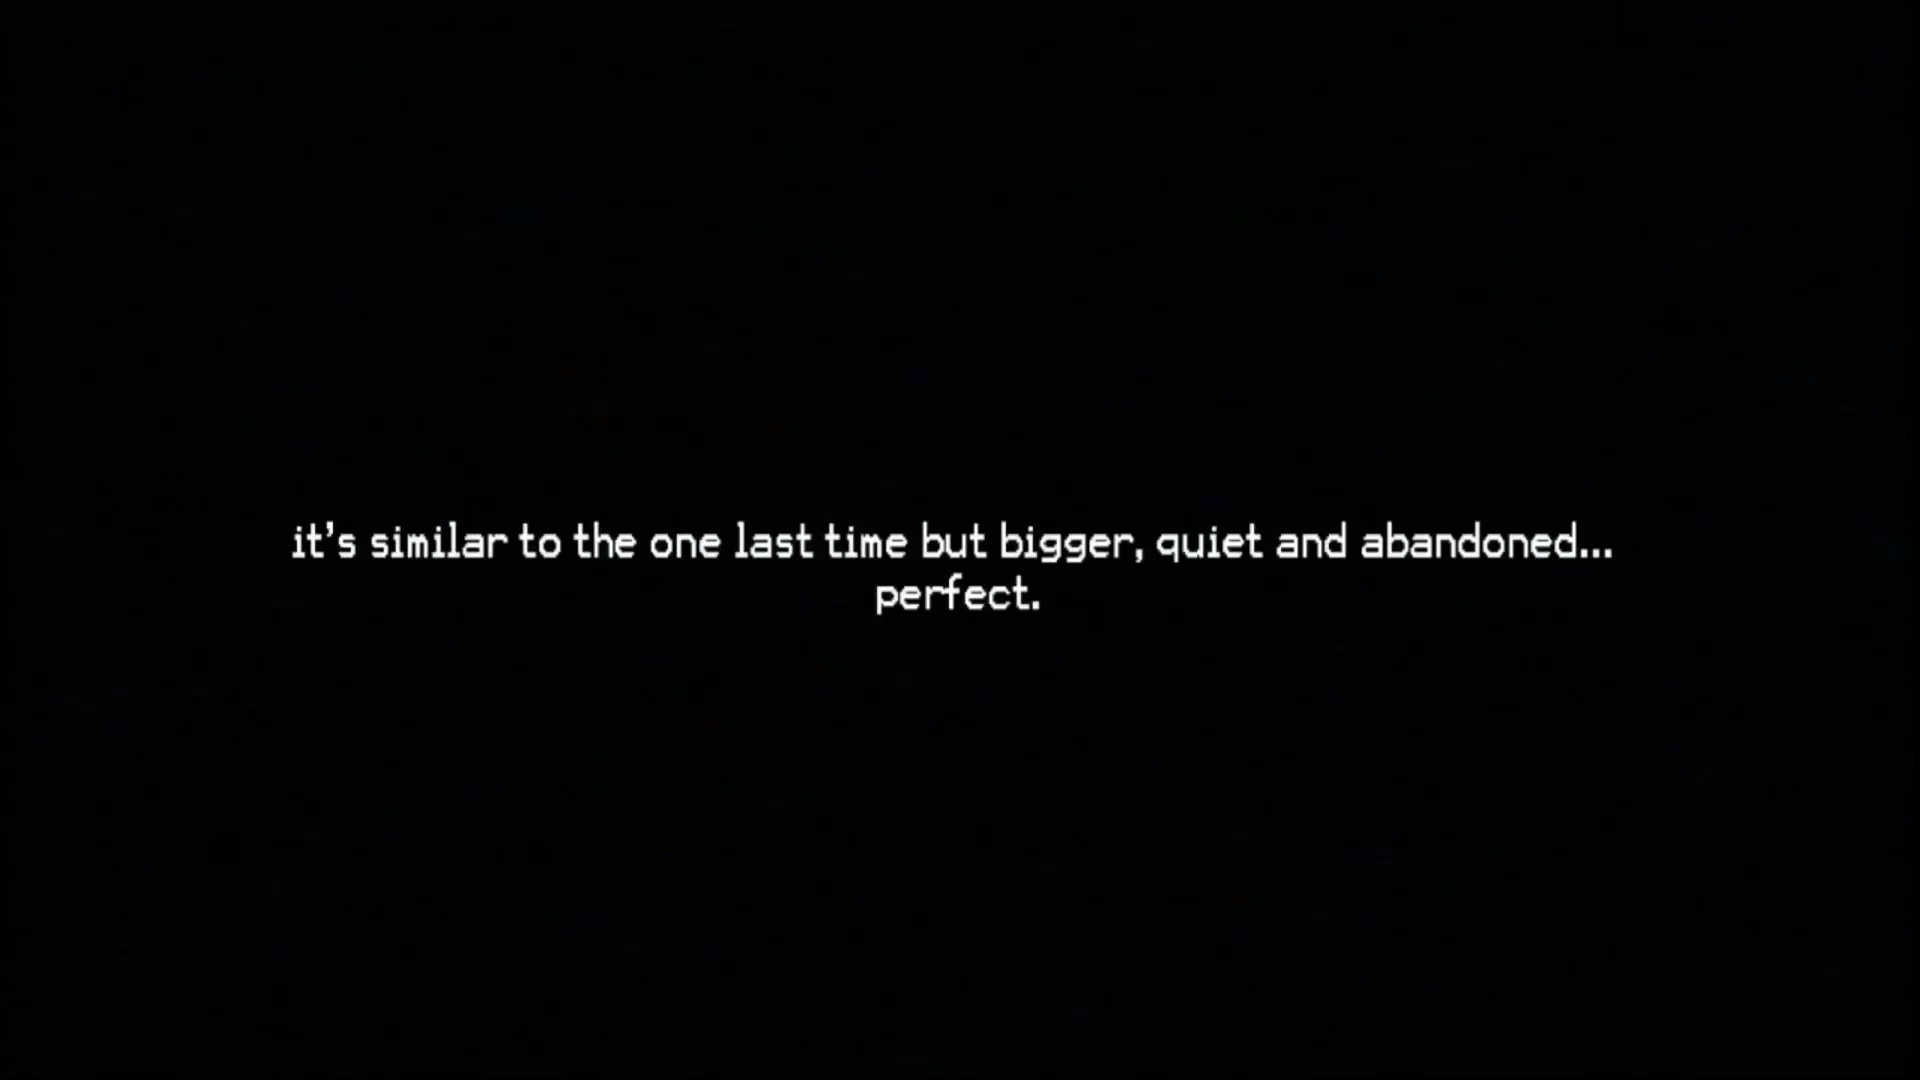 it's similar to the one last time but bigger, quiet and abandoned...
perfect.